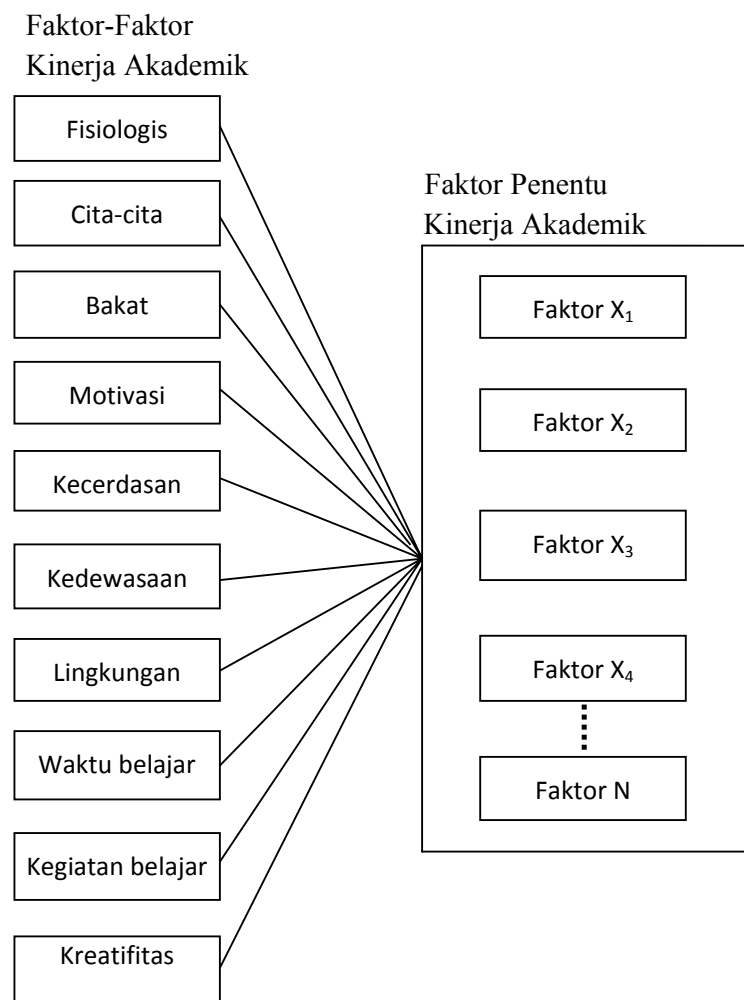 Faktor-Faktor
Kinerja Akademik
Fisiologis
Cita-cita
Bakat
Motivasi
Kecerdasan
Kedewasaan
Lingkungan
Waktu belajar
Kegiatan belajar
Kreatifitas
Faktor Penentu
Kinerja Akademik
Faktor X₁
Faktor X₂
Faktor X₃
Faktor X₄
Faktor N